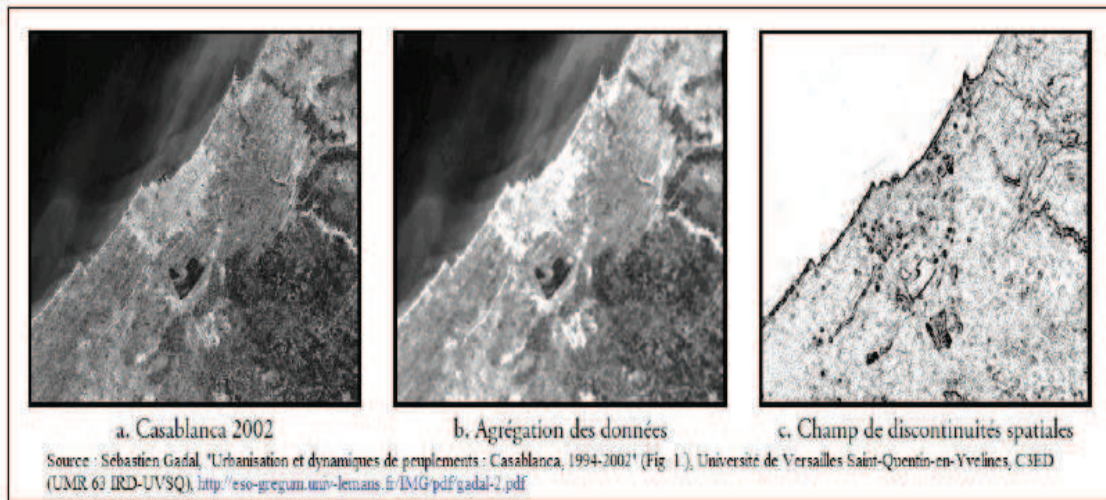 a. Casablanca 2002
b. Agrégation des données
c. Champ de discontinuités spatiales
Source : Sébastien Gadal, "Urbanisation et dynamiques de peuplements : Casablanca, 1994-2002" (Fig. 1.), Université de Versailles Saint-Quentin-en-Yvelines, C3ED
(UMR 63 IRD-UVSQ), http://eso-gregum.univ-lemans.fr/IMG/pdf/gadal-2.pdf